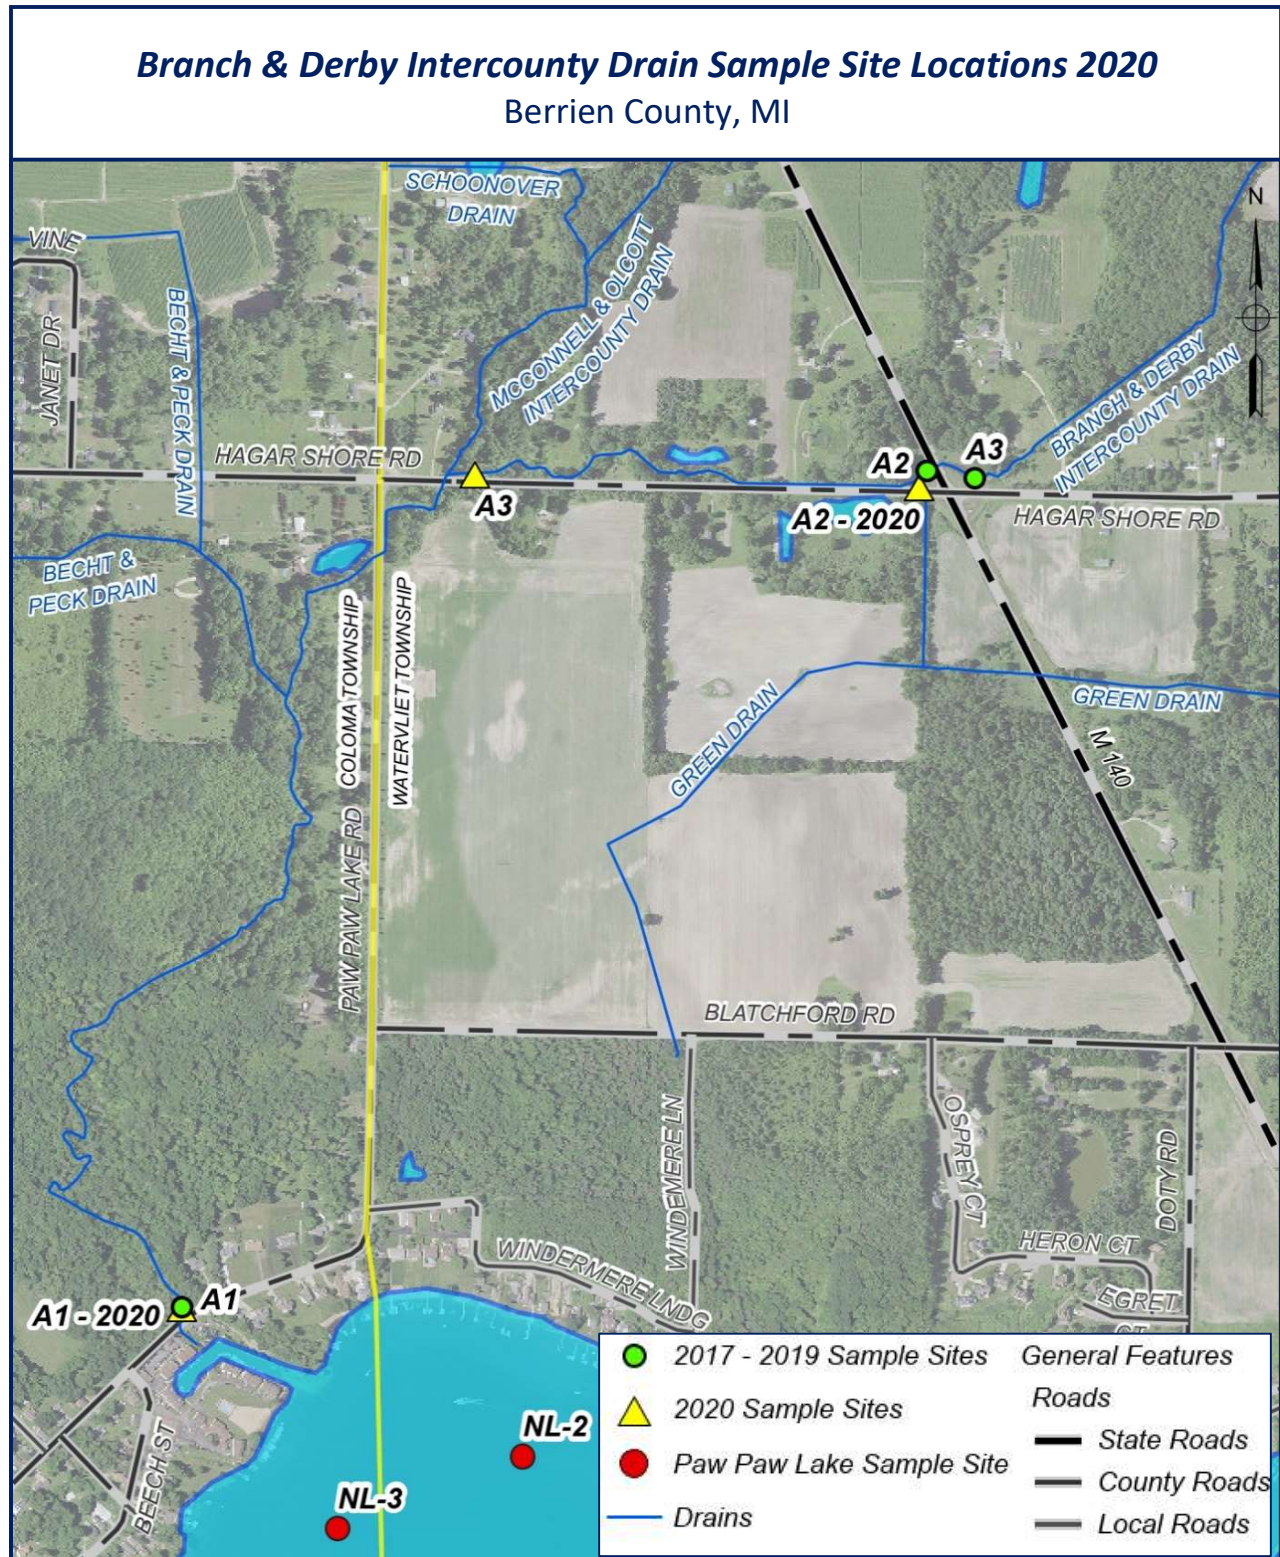 Branch & Derby Intercounty Drain Sample Site Locations 2020
Berrien County, MI
SCHOONOVER
DRAIN
N
VINE
JANET DR
BECHT & PECK DRAIN
MCCONNELL & OLCOTT
INTERCOUNTY DRAIN
BRANCH & DERBY
INTERCOUNTY DRAIN
HAGAR SHORE RD
A3
A2
A3
A2 - 2020
HAGAR SHORE RD
BECHT &
PECK DRAIN
COLOMA TOWNSHIP
WATERVLIET TOWNSHIP
GREEN DRAIN
GREEN DRAIN
M 140
PAW PAW LAKE RD
BLATCHFORD RD
WINDEMERE LN
OSPREY CT
DOTY RD
HERON CT
EGRET
CT
WINDERMERE LNDG
A1
A1 - 2020
BEECH ST
NL-2
NL-3
2017 - 2019 Sample Sites
2020 Sample Sites
Paw Paw Lake Sample Site
Drains
General Features
Roads
State Roads
County Roads
Local Roads